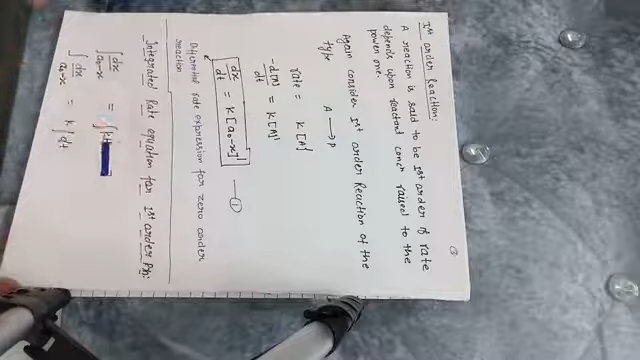 1st order Reaction:
A reaction is said to be 1st order if rate
depends upon reactant concn raised to the
power one.
Again consider 1st order Reaction of the
type
A → P
rate = K [A]¹
-d[A]/dt = K [A]¹
dx/dt = K [a₀-x]¹ — ①
Differential rate expression for zero order
reaction
Integrated Rate equation for 1st order Rxn:
∫ dx/a₀-x = ∫ K
∫ dx/a₀-x = K ∫ dt